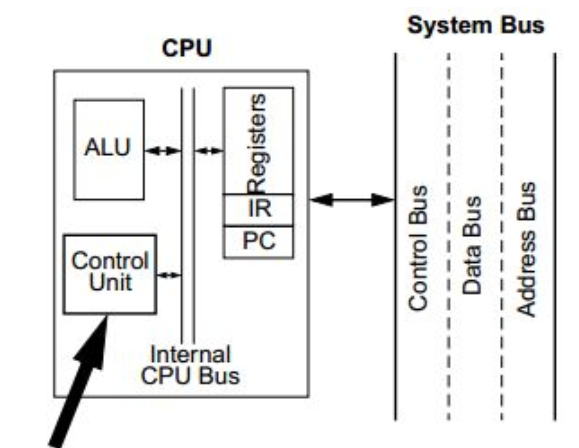 System Bus
CPU
ALU
Registers
IR
PC
Control
Unit
Internal
CPU Bus
Control Bus
Data Bus
Address Bus